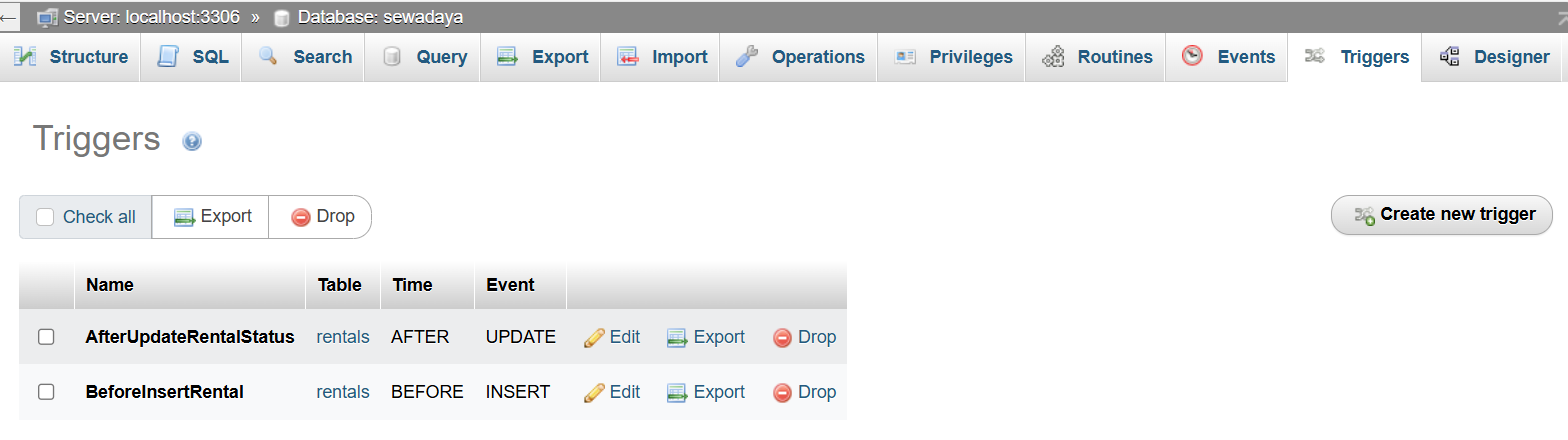 Server: localhost:3306 » Database: sewadaya
Structure SQL Search Query Export Import Operations Privileges Routines Events Triggers Designer
Triggers
Check all Export Drop Create new trigger
Name Table Time Event
AfterUpdateRentalStatus rentals AFTER UPDATE Edit Export Drop
BeforeInsertRental rentals BEFORE INSERT Edit Export Drop